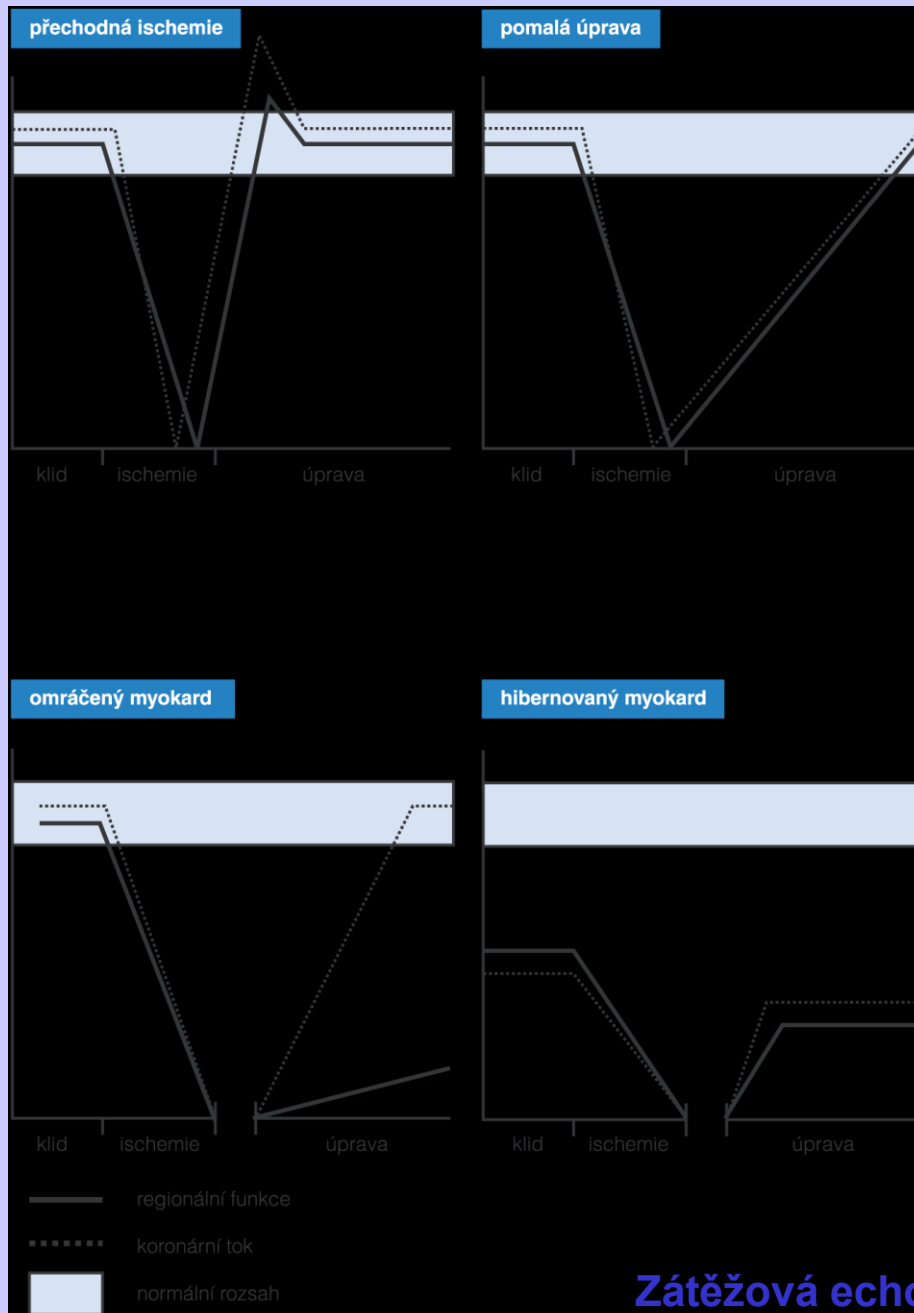 přechodná ischemie
pomalá úprava
klid ischemie úprava
klid ischemie úprava
omráčený myokard
hibernovaný myokard
klid ischemie úprava
klid ischemie úprava
regionální funkce
koronární tok
normální rozsah
Zátěžová echo